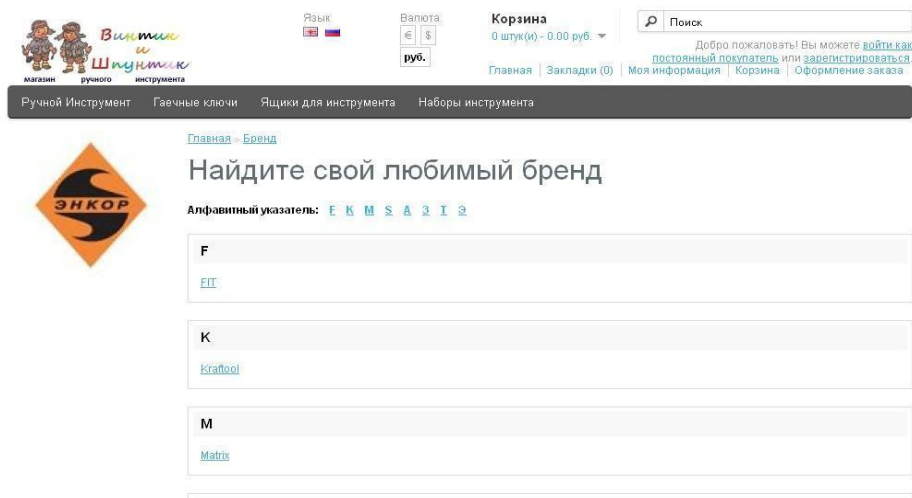 Винтик
и
Шпунтик
магазин ручного инструмента
Язык
Валюта
€ $
руб.
Корзина
0 штук(и) - 0.00 руб.
Поиск
Добро пожаловать! Вы можете войти как
постоянный покупатель или зарегистрироваться.
Главная Закладки (0) Моя информация Корзина Оформление заказа
Ручной Инструмент Гаечные ключи Ящики для инструмента Наборы инструмента
ЭНКОР
Главная » Бренд
Найдите свой любимый бренд
Алфавитный указатель: F K M S А З Т Э
F
FIT
K
Kraftool
M
Matrix